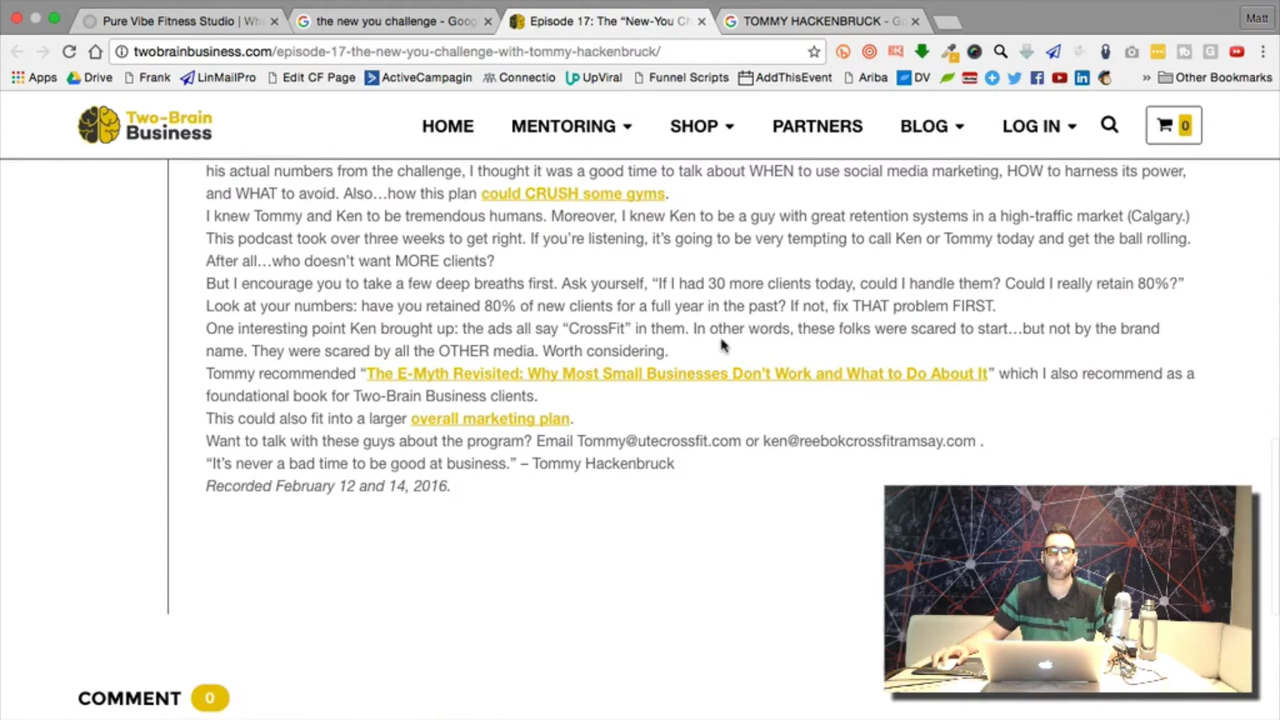 Pure Vibe Fitness Studio | Wh
the new you challenge - Goog
Episode 17: The “New-You Ch
TOMMY HACKENBRUCK - G
Matt
twobrainbusiness.com/episode-17-the-new-you-challenge-with-tommy-hackenbruck/
Apps
Drive
Frank
LinMailPro
Edit CF Page
ActiveCampagin
Connectio
UpViral
Funnel Scripts
AddThisEvent
Ariba
DV
Other Bookmarks
Two-Brain
Business
HOME
MENTORING
SHOP
PARTNERS
BLOG
LOG IN
0
his actual numbers from the challenge, I thought it was a good time to talk about WHEN to use social media marketing, HOW to harness its power,
and WHAT to avoid. Also…how this plan could CRUSH some gyms.
I knew Tommy and Ken to be tremendous humans. Moreover, I knew Ken to be a guy with great retention systems in a high-traffic market (Calgary.)
This podcast took over three weeks to get right. If you’re listening, it’s going to be very tempting to call Ken or Tommy today and get the ball rolling.
After all…who doesn’t want MORE clients?
But I encourage you to take a few deep breaths first. Ask yourself, “If I had 30 more clients today, could I handle them? Could I really retain 80%?”
Look at your numbers: have you retained 80% of new clients for a full year in the past? If not, fix THAT problem FIRST.
One interesting point Ken brought up: the ads all say “CrossFit” in them. In other words, these folks were scared to start…but not by the brand
name. They were scared by all the OTHER media. Worth considering.
Tommy recommended “The E-Myth Revisited: Why Most Small Businesses Don’t Work and What to Do About It” which I also recommend as a
foundational book for Two-Brain Business clients.
This could also fit into a larger overall marketing plan.
Want to talk with these guys about the program? Email Tommy@utecrossfit.com or ken@reebokcrossfitramsay.com .
“It’s never a bad time to be good at business.” – Tommy Hackenbruck
Recorded February 12 and 14, 2016.
COMMENT 0